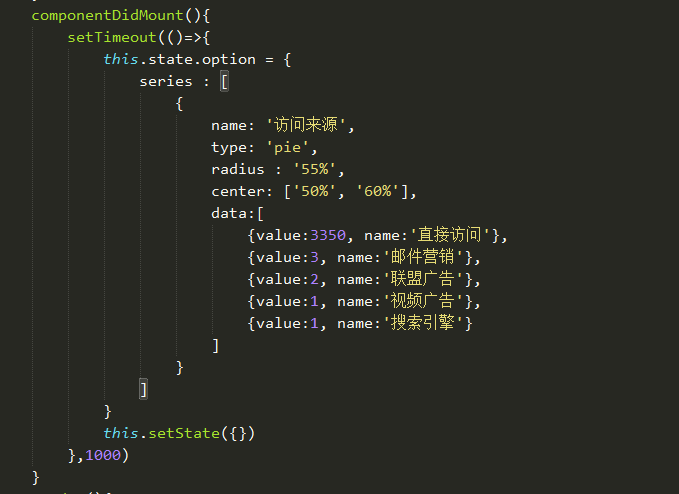 componentDidMount(){
setTimeout(()=>{
this.state.option = {
series : [
{
name: '访问来源',
type: 'pie',
radius : '55%',
center: ['50%', '60%'],
data:[
{value:3350, name:'直接访问'},
{value:3, name:'邮件营销'},
{value:2, name:'联盟广告'},
{value:1, name:'视频广告'},
{value:1, name:'搜索引擎'}
]
}
]
}
this.setState({})
},1000)
}